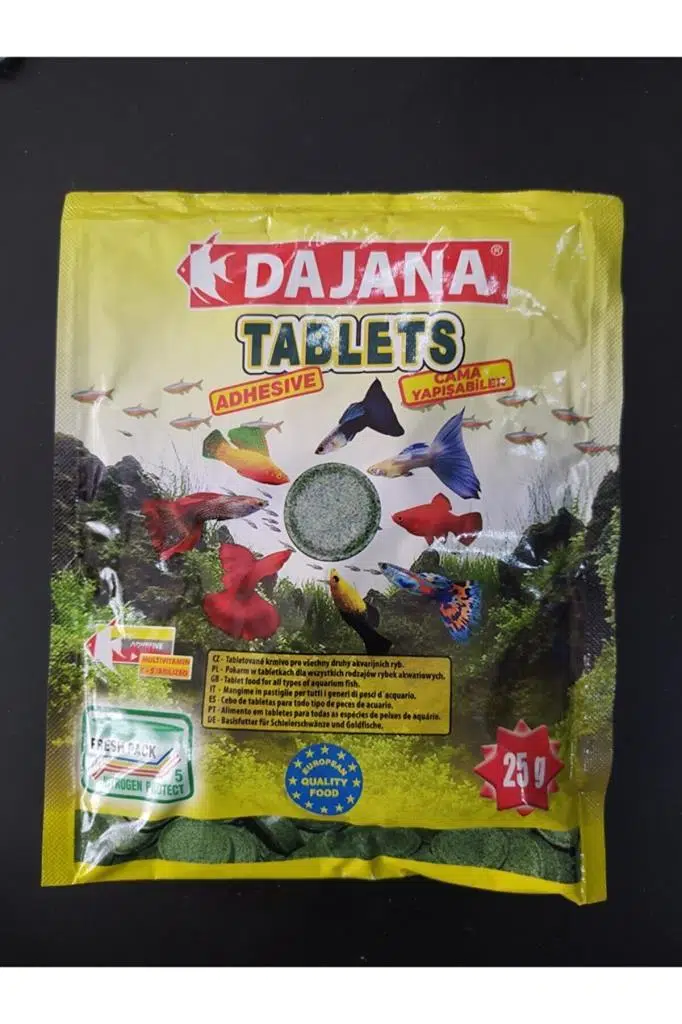 DAJANA®
TABLETS
ADHESIVE
CAMA
YAPIŞABİLEN
ADHESIVE
MULTIVITAMIN
CZ - Tabletované krmivo pro všechny druhy akvarijních ryb.
PL - Pokarm w tabletkach dla wszystkich rodzajów rybek akwariowych.
GB - Tablet food for all types of aquarium fish.
IT - Mangime in pastiglie per tutti i generi di pesci d´acquario.
ES - Cebo de tabletas para todo tipo de peces de acuario.
PT - Alimento em tabletes para todas as espécies de peixes de aquário.
DE - Basisfutter für Schleierschwänze und Goldfische.
FRESH PACK
5
NITROGEN PROTECT
EUROPEAN
QUALITY
FOOD
25 g